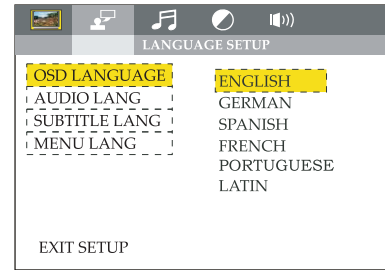 LANGUAGE SETUP
OSD LANGUAGE
AUDIO LANG
SUBTITLE LANG
MENU LANG
EXIT SETUP
ENGLISH
GERMAN
SPANISH
FRENCH
PORTUGUESE
LATIN